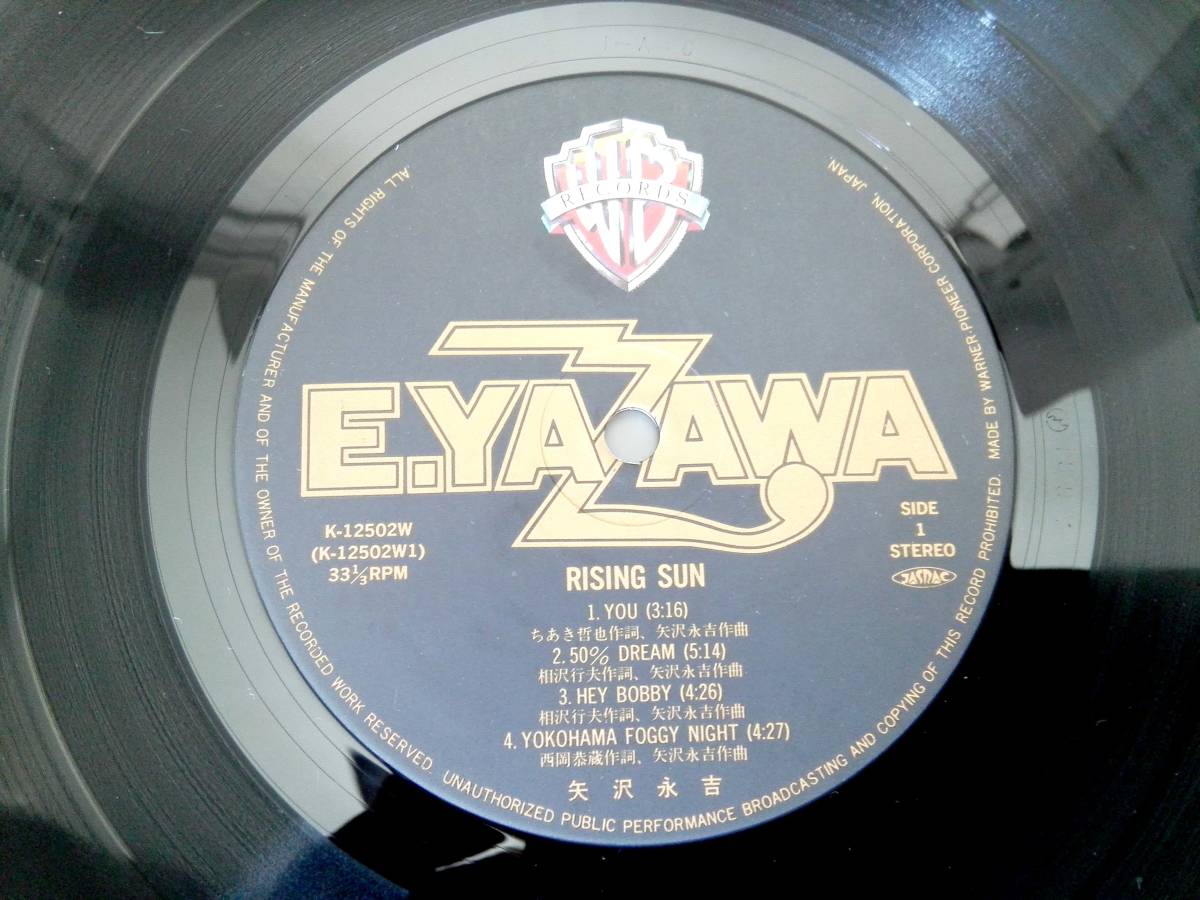 WB
RECORDS
E.YAZAWA
K-12502W
(K-12502W1)
33⅓RPM
SIDE
1
STEREO
JASRAC
RISING SUN
1. YOU (3:16)
ちあき哲也作詞、矢沢永吉作曲
2. 50% DREAM (5:14)
相沢行夫作詞、矢沢永吉作曲
3. HEY BOBBY (4:26)
相沢行夫作詞、矢沢永吉作曲
4. YOKOHAMA FOGGY NIGHT (4:27)
西岡恭蔵作詞、矢沢永吉作曲
矢沢永吉
ALL RIGHTS OF THE MANUFACTURER AND OF THE OWNER OF THE RECORDED WORK RESERVED. UNAUTHORIZED PUBLIC PERFORMANCE BROADCASTING AND COPYING OF THIS RECORD PROHIBITED. MADE BY WARNER-PIONEER CORPORATION, JAPAN.